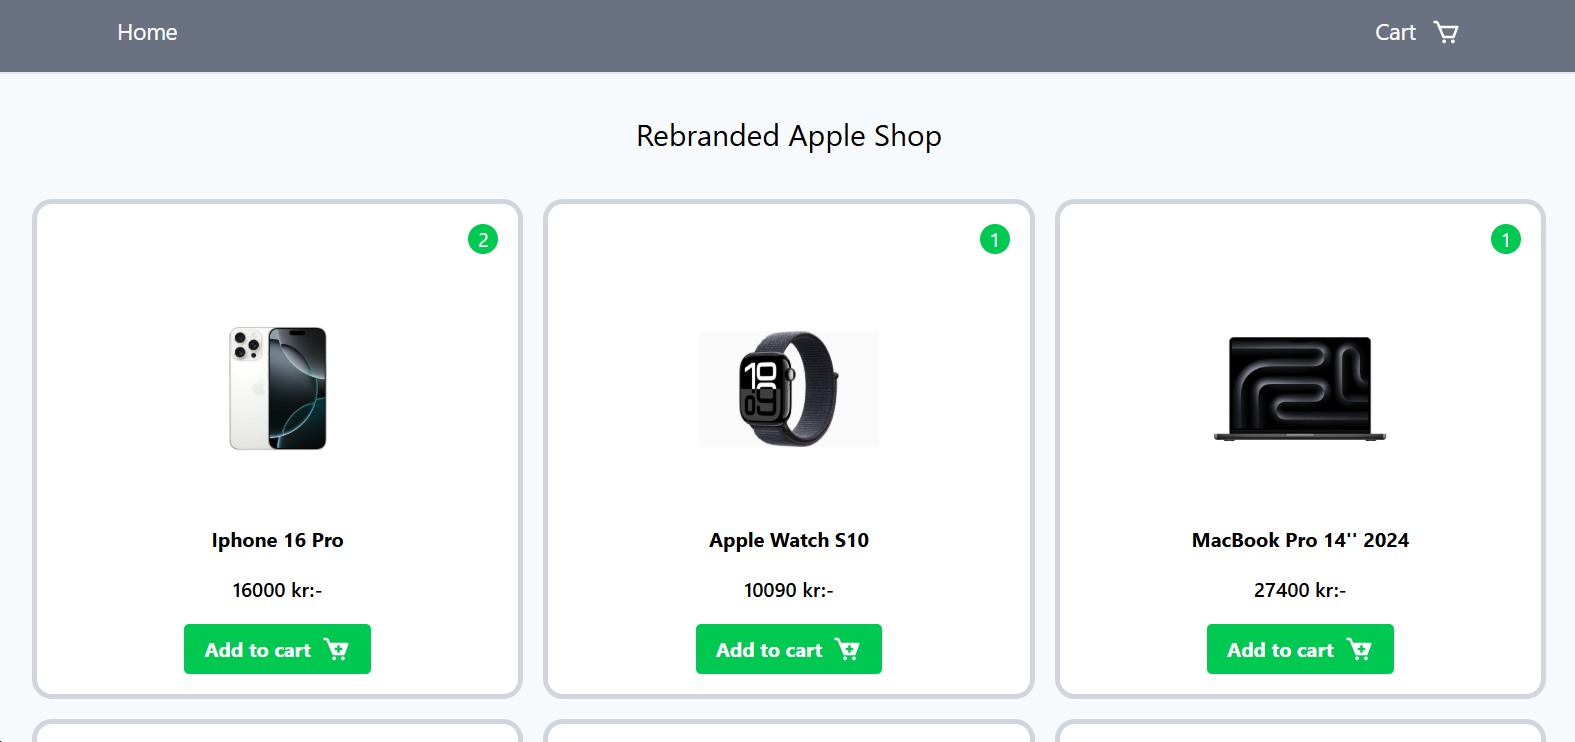 Home
Cart
Rebranded Apple Shop
2
1
1
10
09
Iphone 16 Pro
Apple Watch S10
MacBook Pro 14'' 2024
16000 kr:-
10090 kr:-
27400 kr:-
Add to cart
Add to cart
Add to cart